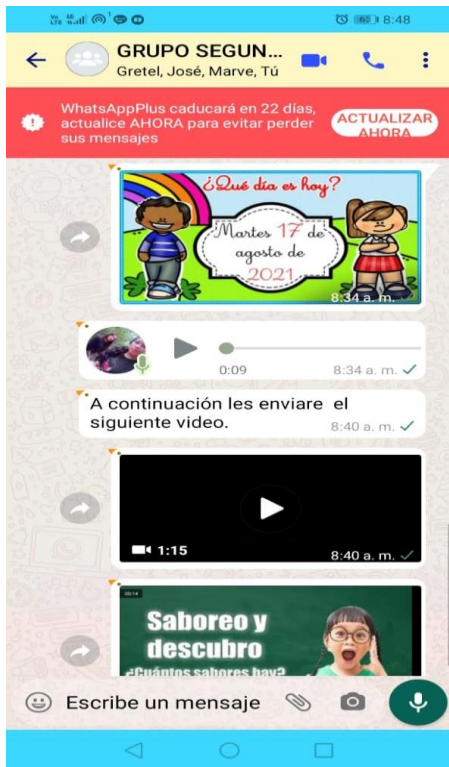 8:48
GRUPO SEGUN...
Gretel, José, Marve, Tú
WhatsAppPlus caducará en 22 días,
actualice AHORA para evitar perder
sus mensajes
ACTUALIZAR
AHORA
¿Qué día es hoy?
Martes 17 de
agosto de
2021
8:34 a. m.
0:09
8:34 a. m.
A continuación les enviare el
siguiente video.
8:40 a. m.
1:15
8:40 a. m.
00:14
Saboreo y
descubro
¿Cuántos sabores hay?
Escribe un mensaje